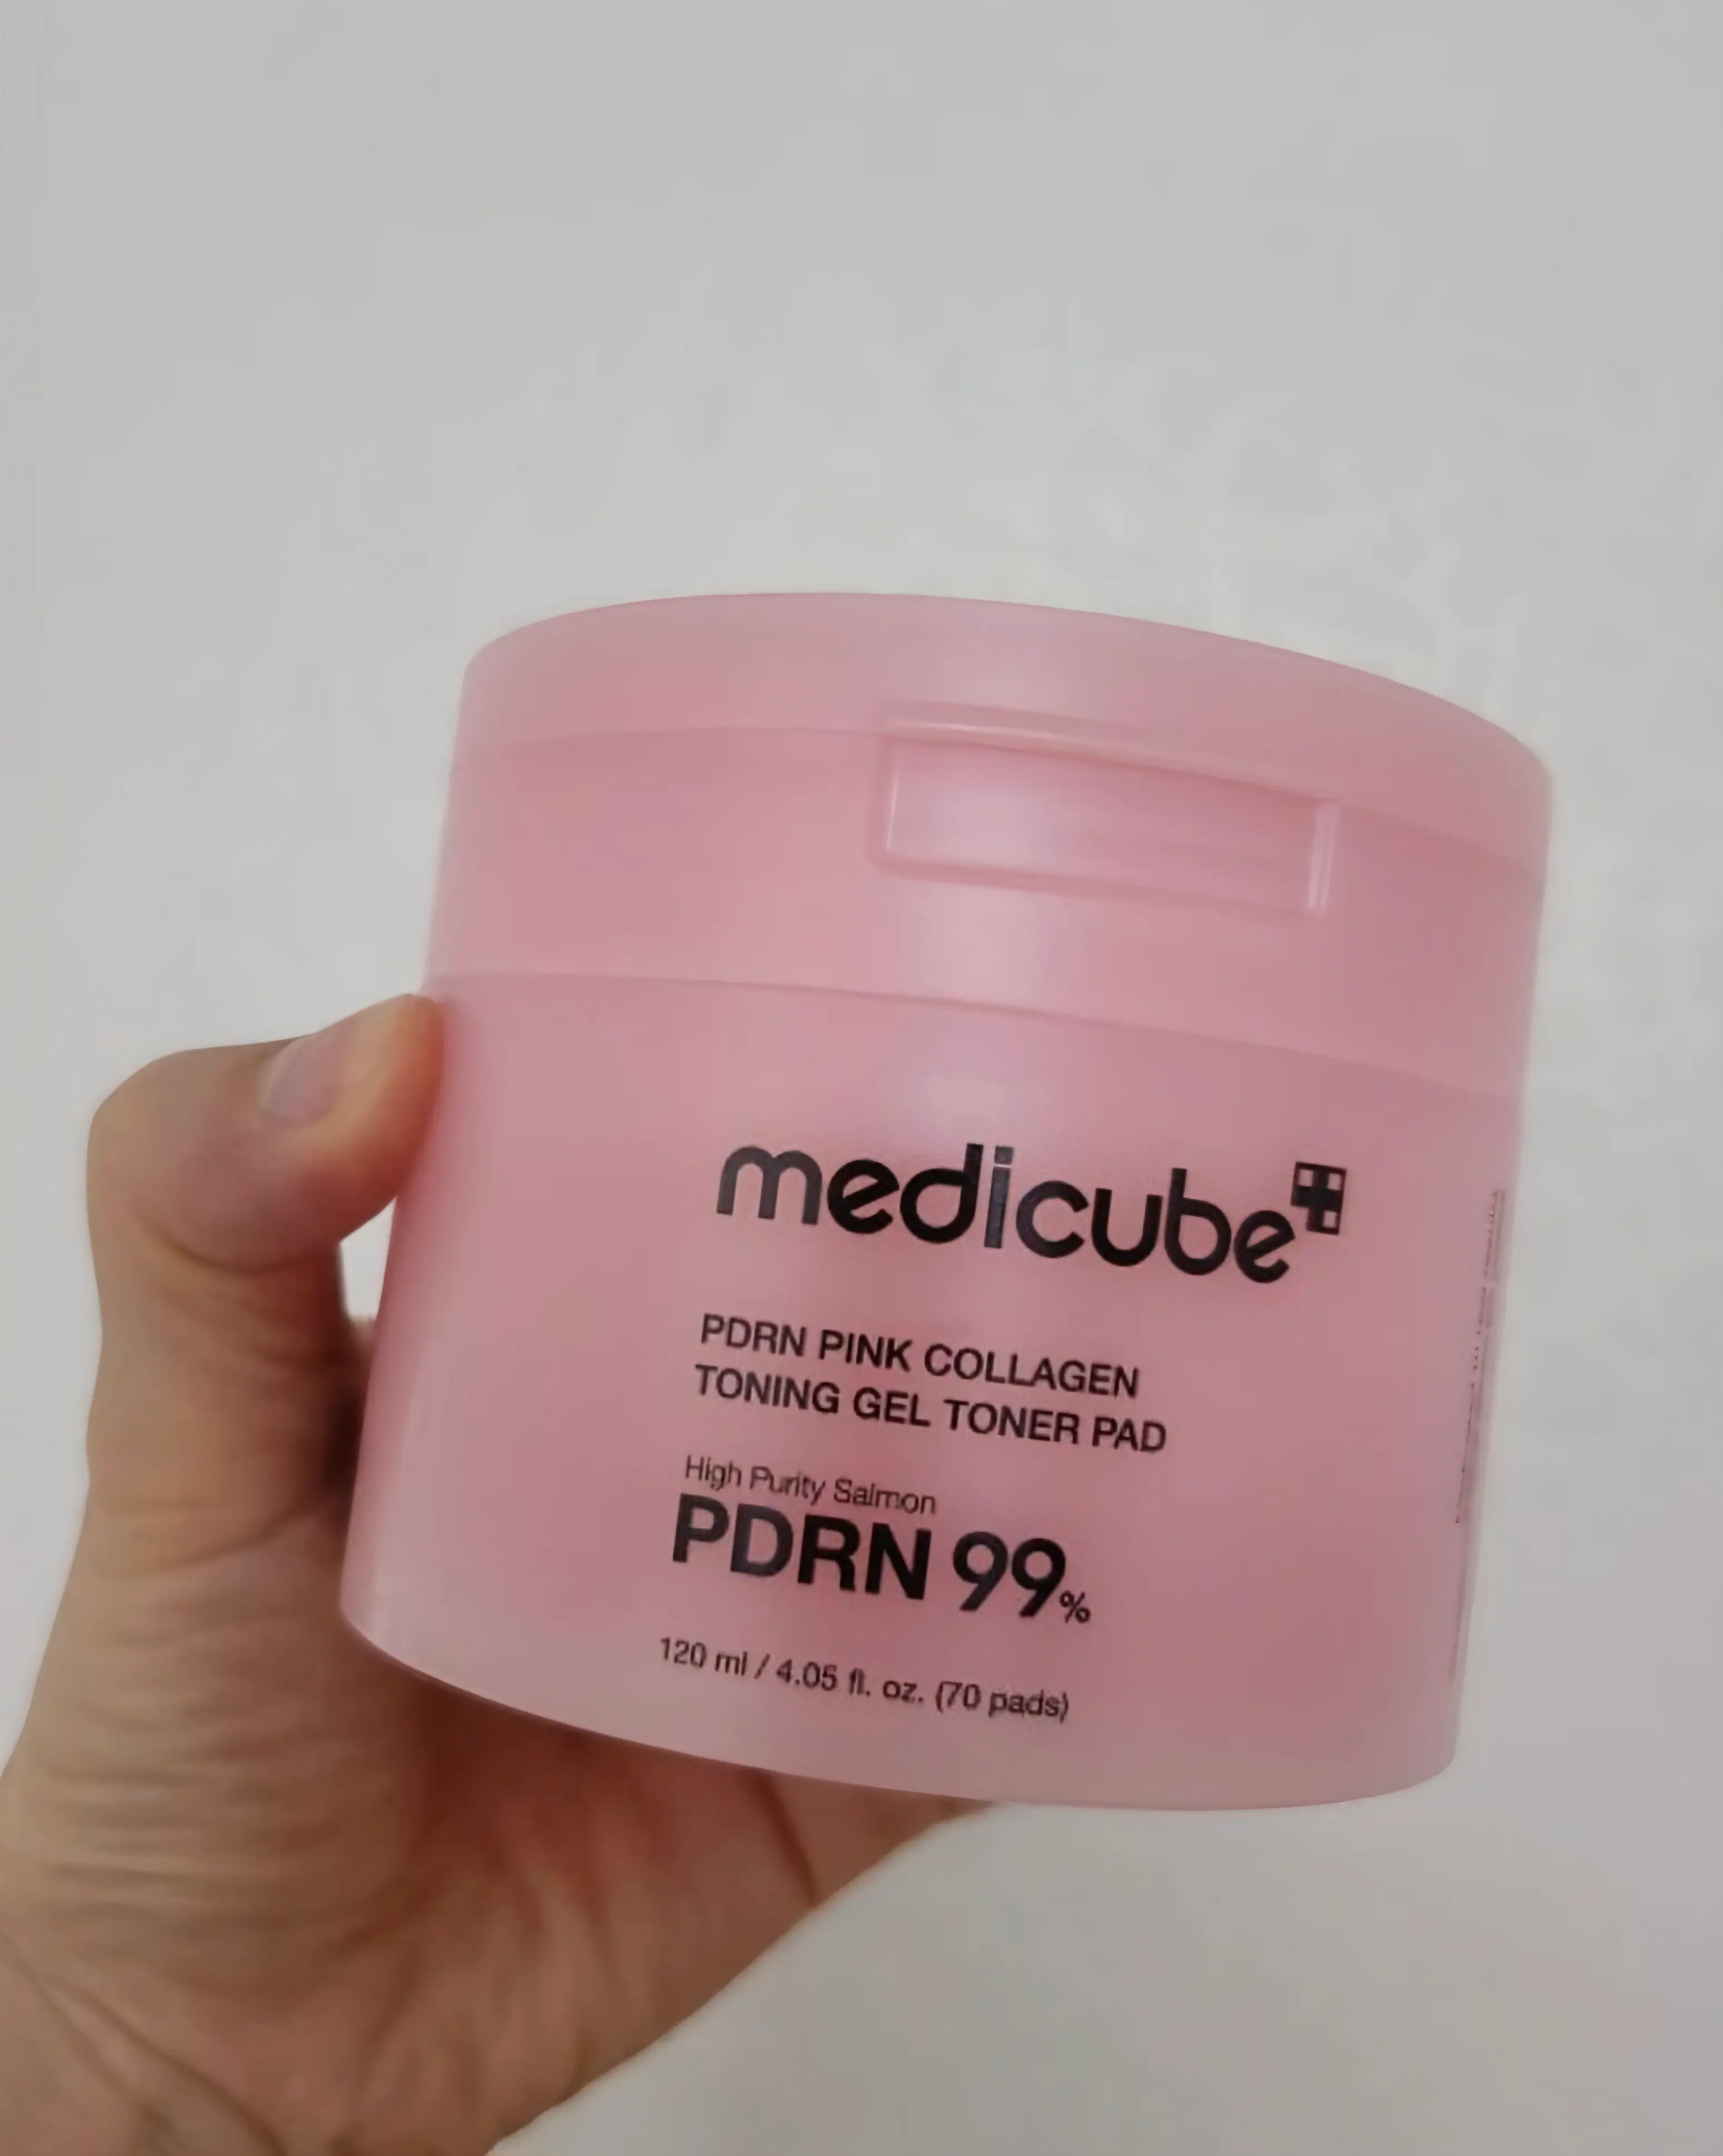 medicube
PDRN PINK COLLAGEN
TONING GEL TONER PAD
High Purity Salmon
PDRN 99%
120 ml / 4.05 fl. oz. (70 pads)